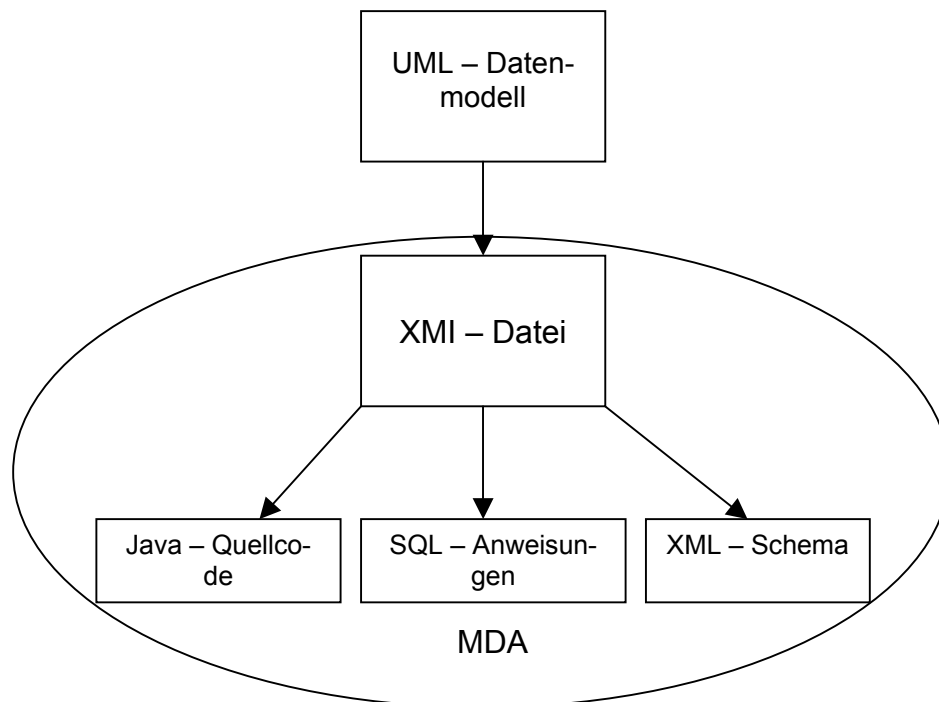 UML – Daten-
modell
XMI – Datei
Java – Quellco-
de
SQL – Anweisun-
gen
XML – Schema
MDA